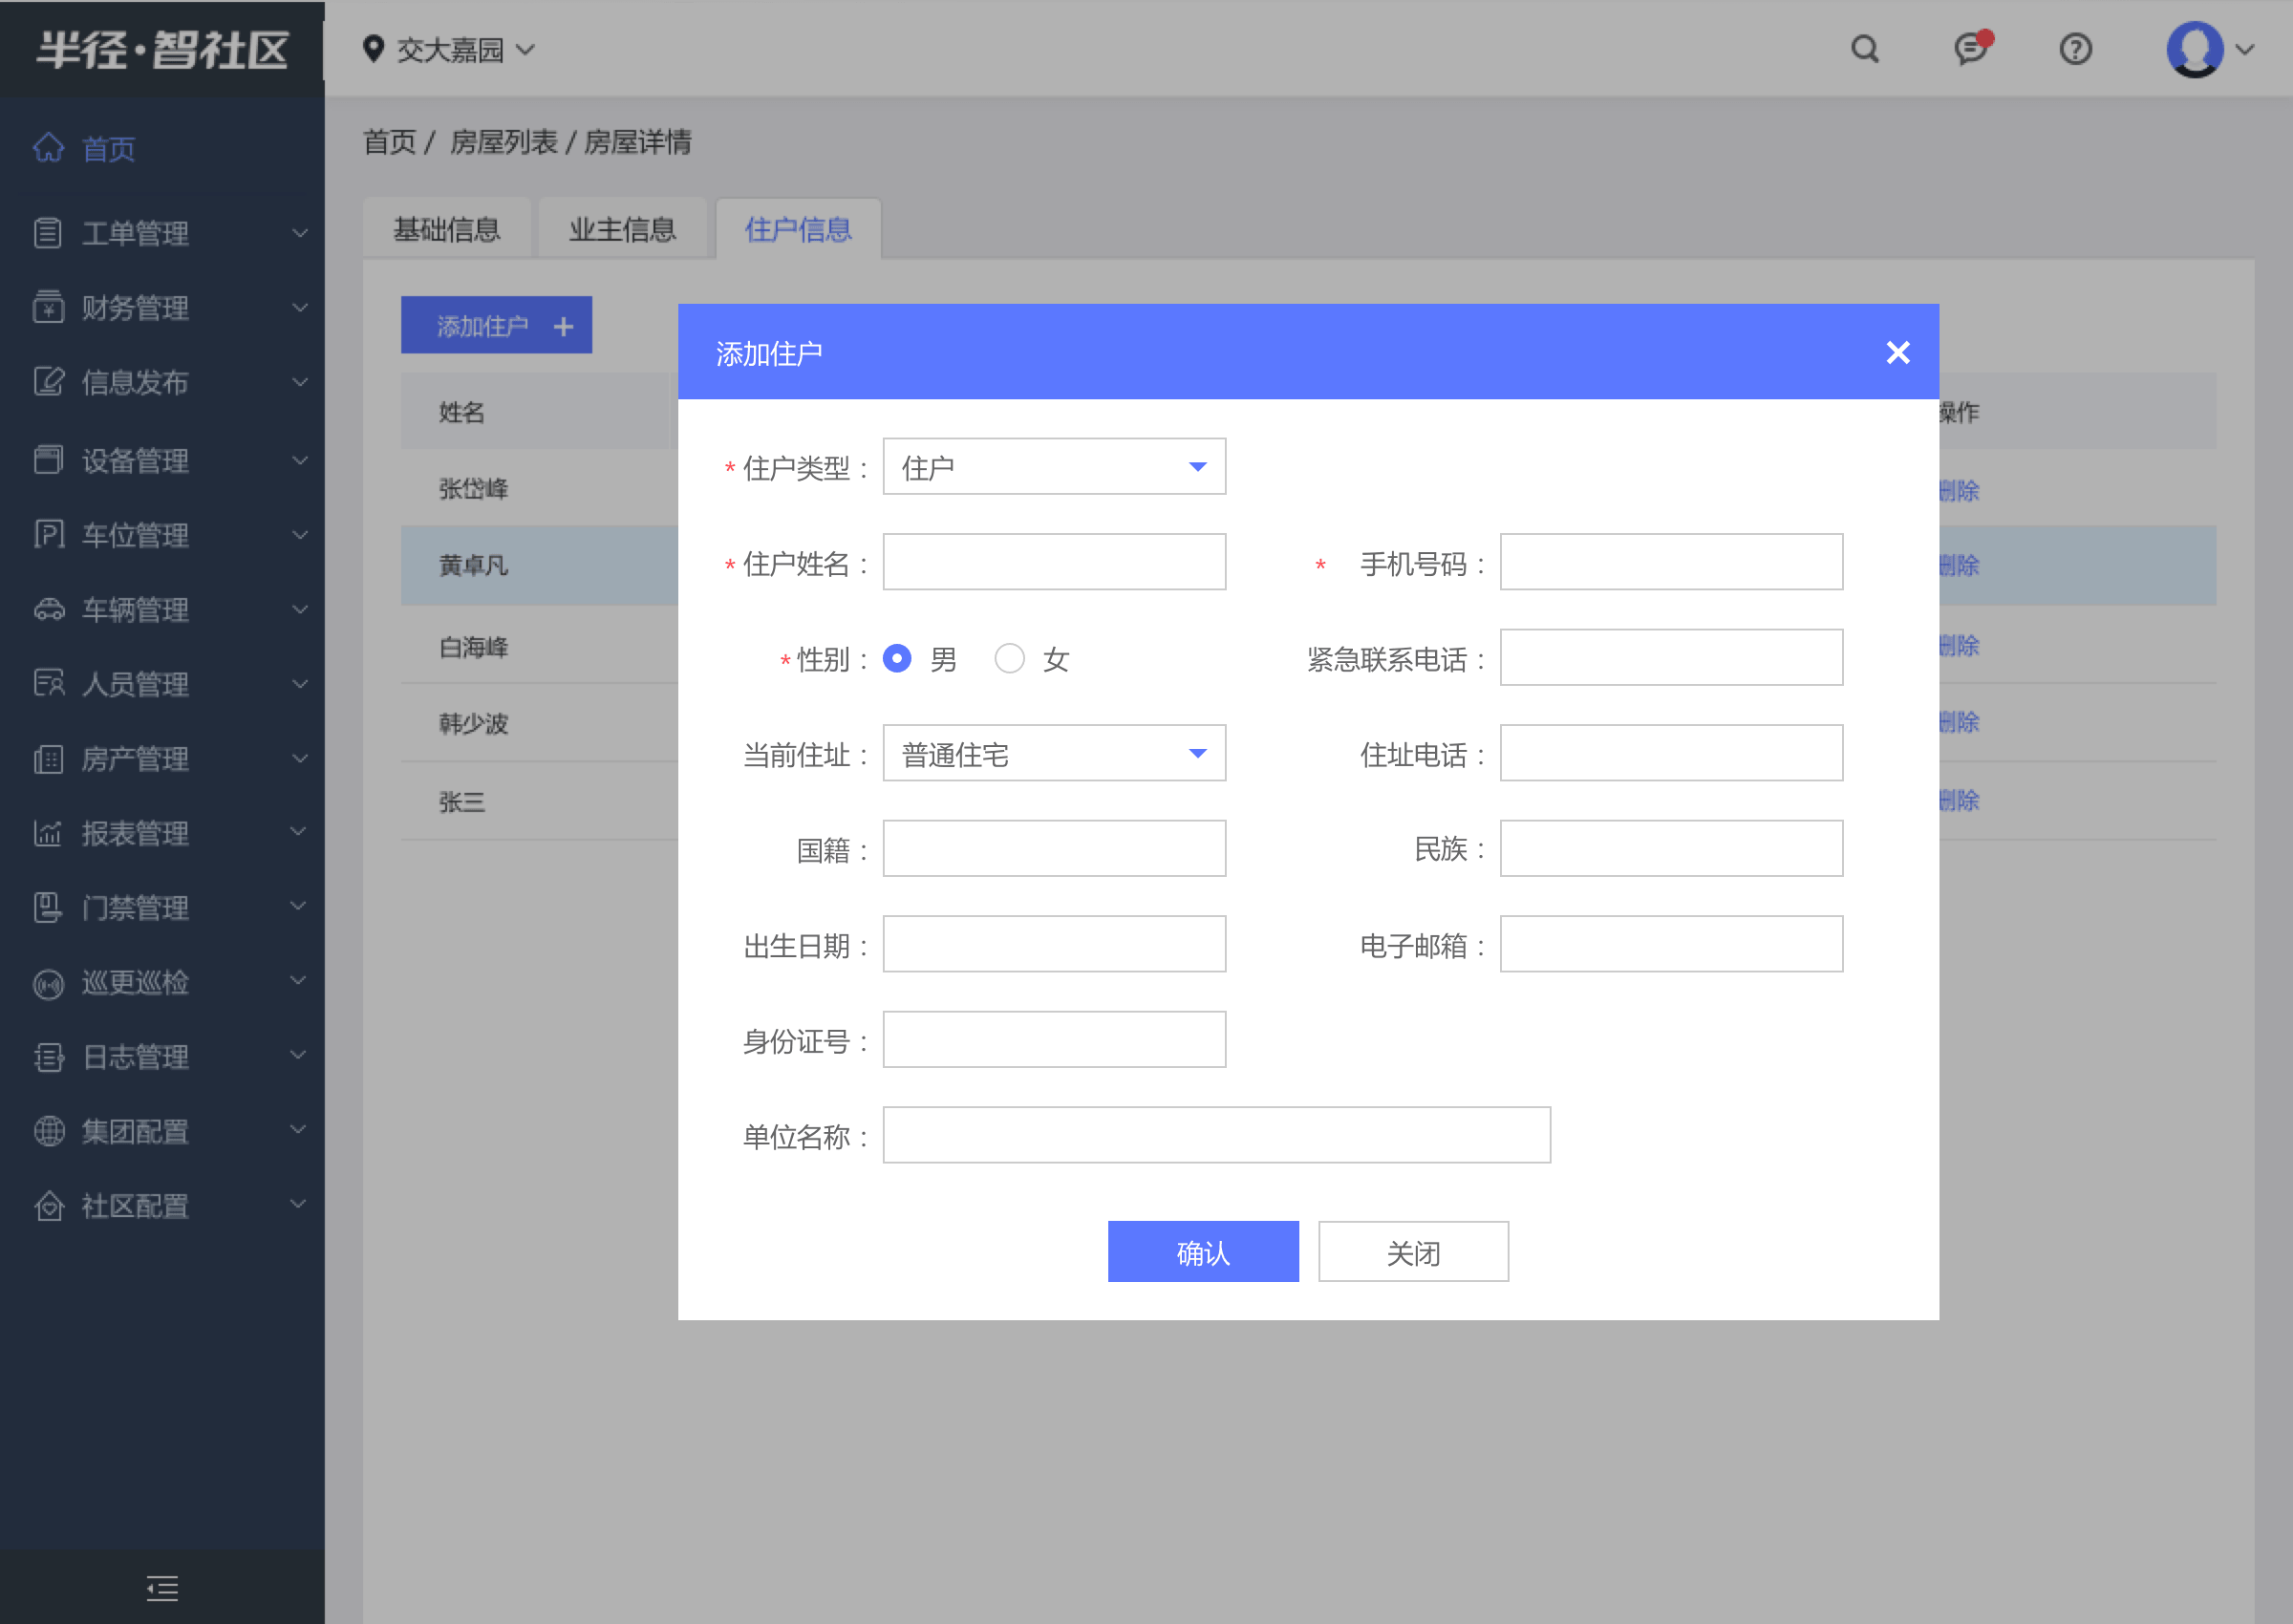 半径·智社区
交大嘉园
首页
工单管理
财务管理
信息发布
设备管理
车位管理
车辆管理
人员管理
房产管理
报表管理
门禁管理
巡更巡检
日志管理
集团配置
社区配置
首页 / 房屋列表 / 房屋详情
基础信息 业主信息 住户信息
添加住户 +
姓名 操作
张岱峰 删除
黄卓凡 删除
白海峰 删除
韩少波 删除
张三 删除
添加住户
* 住户类型： 住户
* 住户姓名： * 手机号码：
* 性别： 男 女 紧急联系电话：
当前住址： 普通住宅 住址电话：
国籍： 民族：
出生日期： 电子邮箱：
身份证号：
单位名称：
确认 关闭